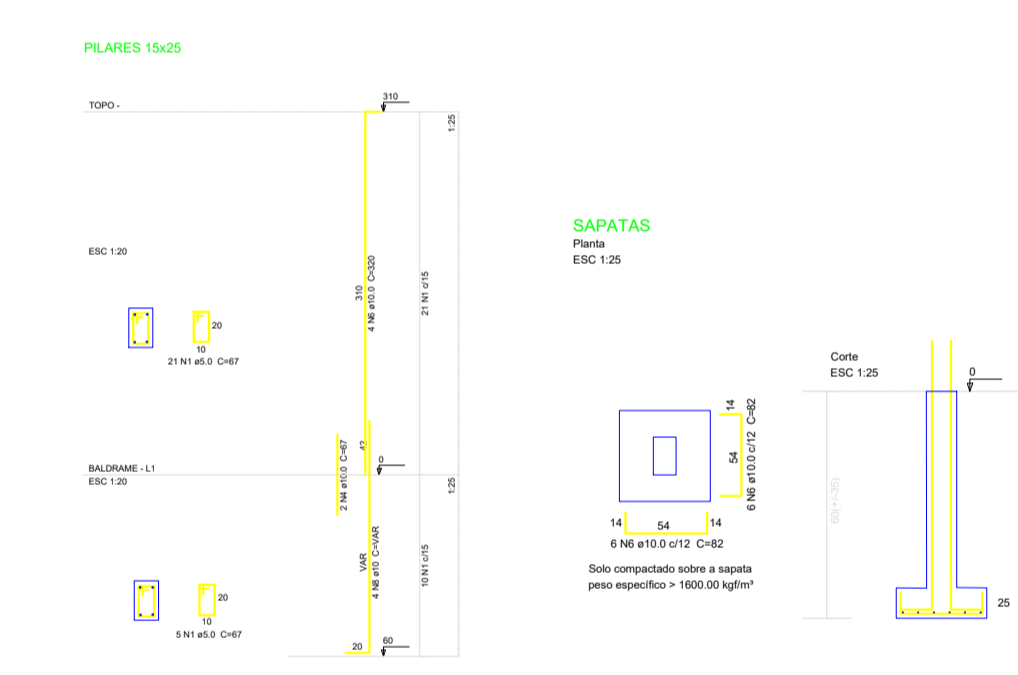 PILARES 15x25
310
TOPO -
1:25
ESC 1:20
310
4 N6 ø10.0 C=320
21 N1 c/15
20
10
21 N1 ø5.0 C=67
BALDRAME - L1
ESC 1:20
2 N4 ø10.0 C=67
0
1:25
VAR
4 N8 ø10 C=VAR
10 N1 c/15
20
10
5 N1 ø5.0 C=67
20
60
SAPATAS
Planta
ESC 1:25
14
54
6 N6 ø10.0 c/12 C=82
14
54
14
6 N6 ø10.0 c/12 C=82
Solo compactado sobre a sapata
peso específico > 1600.00 kgf/m³
Corte
ESC 1:25
0
60(+/-35)
25